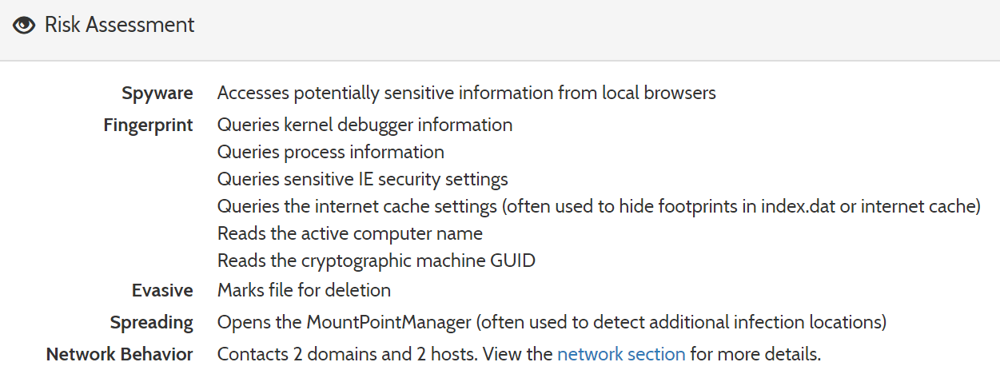 Risk Assessment
Spyware Accesses potentially sensitive information from local browsers
Fingerprint Queries kernel debugger information
Queries process information
Queries sensitive IE security settings
Queries the internet cache settings (often used to hide footprints in index.dat or internet cache)
Reads the active computer name
Reads the cryptographic machine GUID
Evasive Marks file for deletion
Spreading Opens the MountPointManager (often used to detect additional infection locations)
Network Behavior Contacts 2 domains and 2 hosts. View the network section for more details.